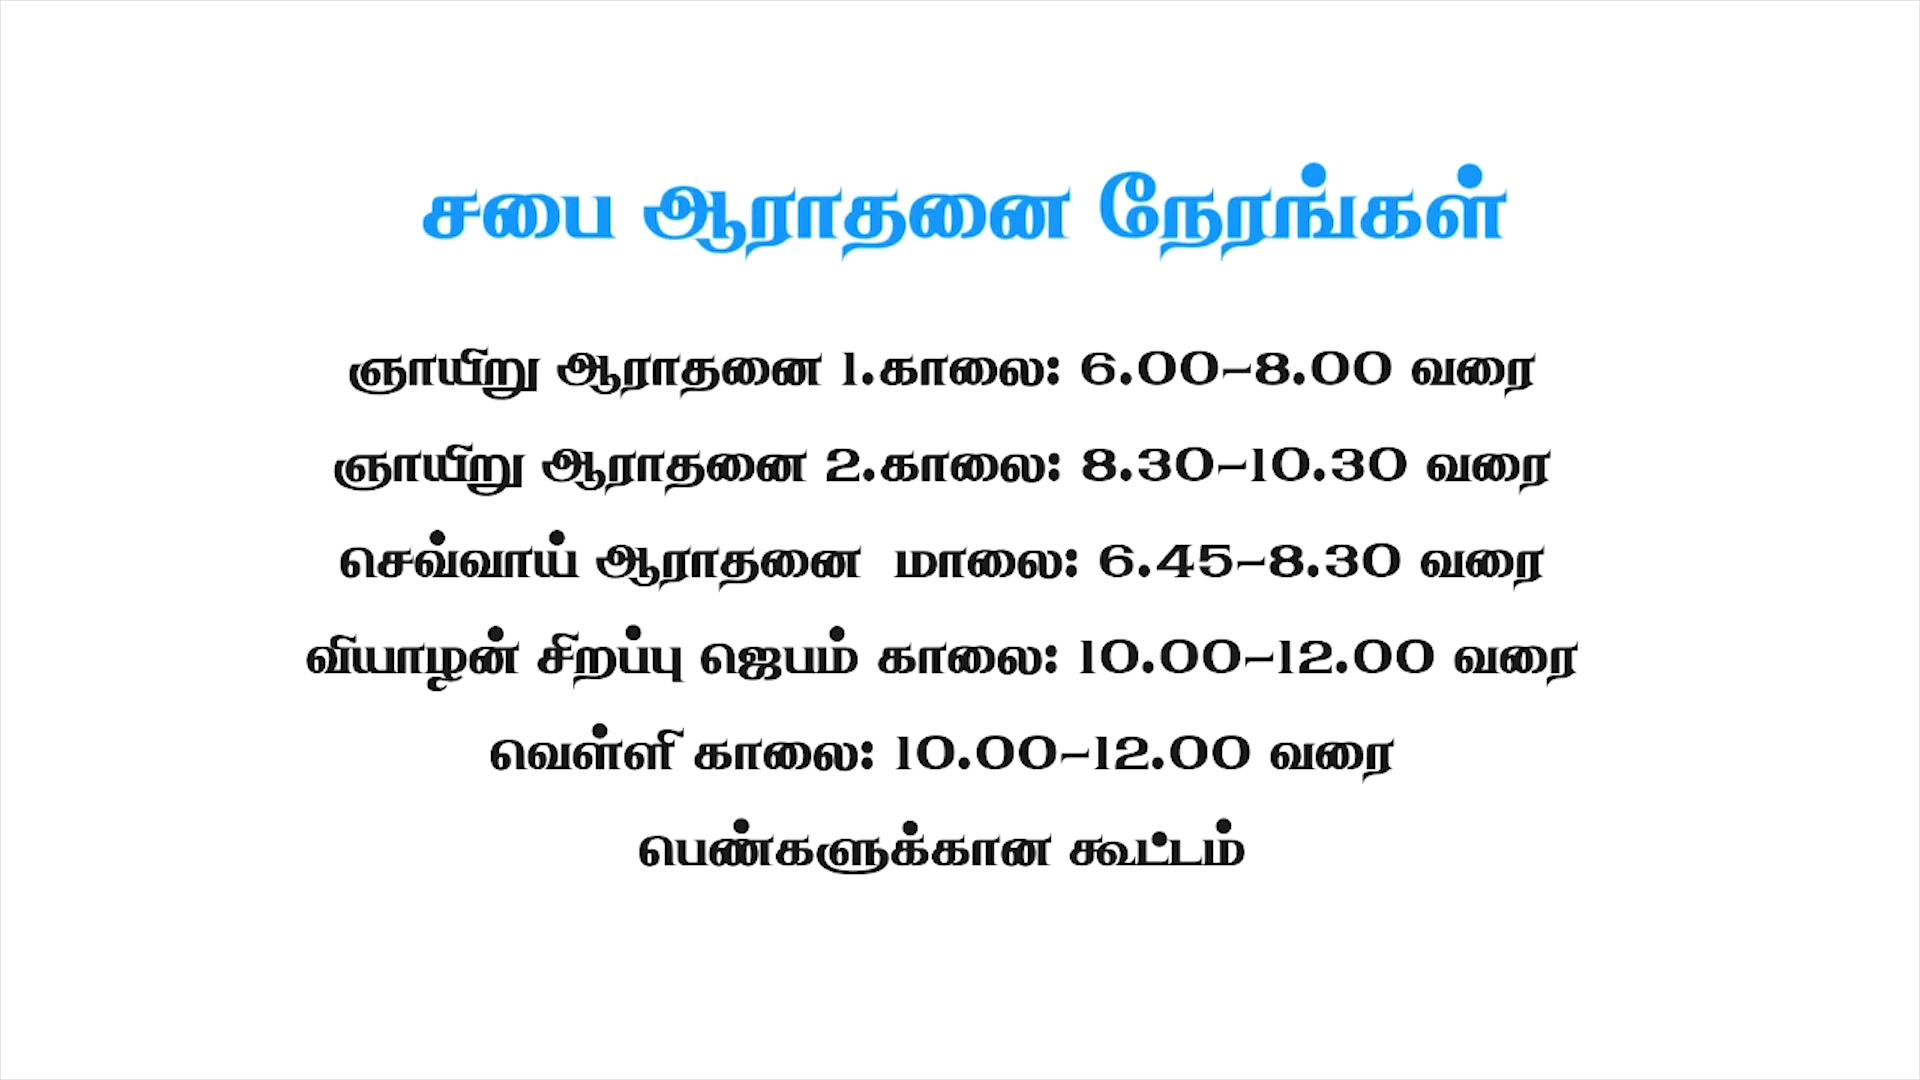 சபை ஆராதனை நேரங்கள்
ஞாயிறு ஆராதனை 1.காலை: 6.00-8.00 வரை
ஞாயிறு ஆராதனை 2.காலை: 8.30-10.30 வரை
செவ்வாய் ஆராதனை மாலை: 6.45-8.30 வரை
வியாழன் சிறப்பு ஜெபம் காலை: 10.00-12.00 வரை
வெள்ளி காலை: 10.00-12.00 வரை
பெண்களுக்கான கூட்டம்